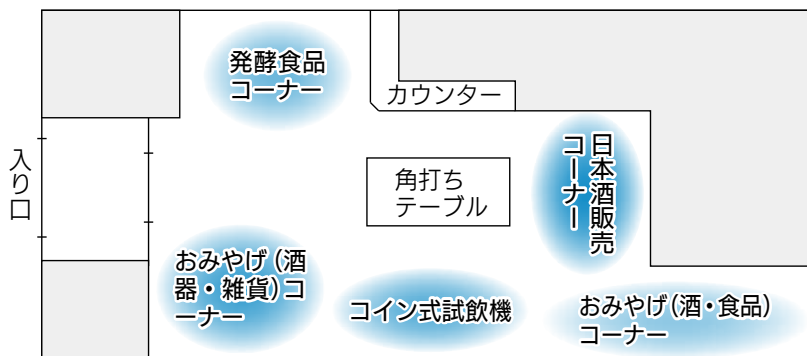 発酵食品
コーナー
カウンター
入り口
角打ち
テーブル
日本酒販売
コーナー
おみやげ（酒
器・雑貨）コ
ーナー
コイン式試飲機
おみやげ（酒・食品）
コーナー